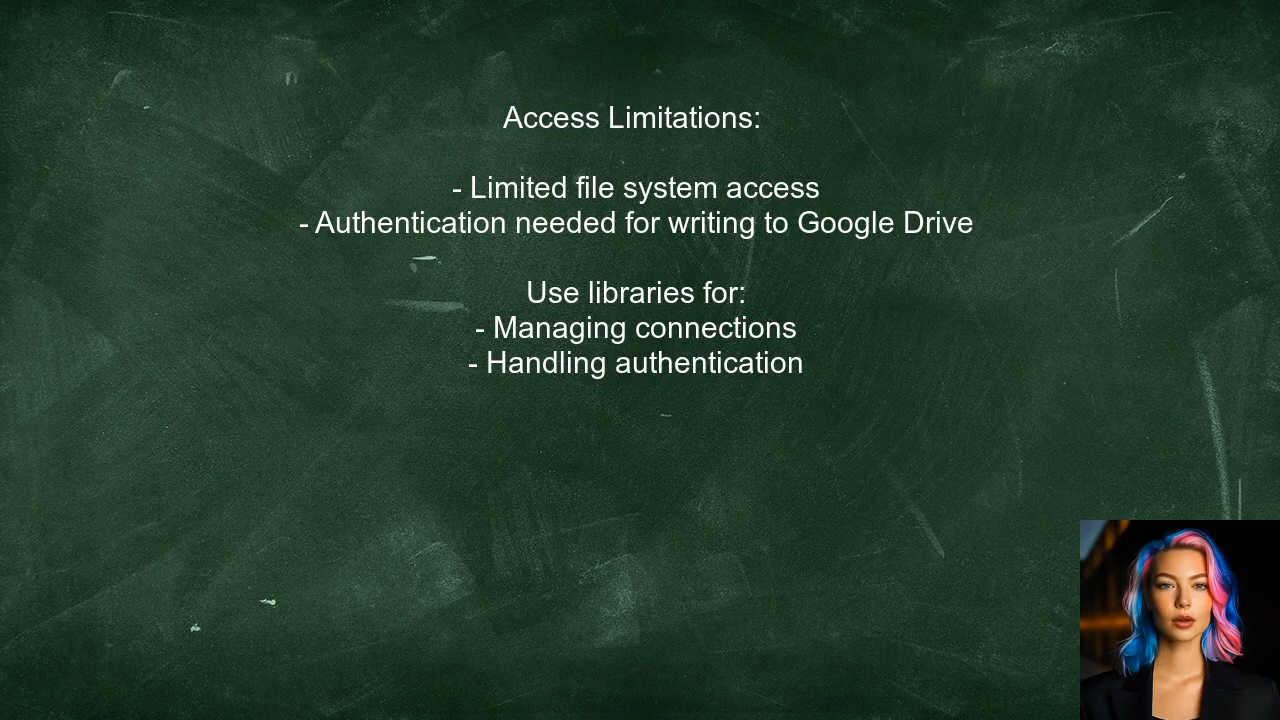 Access Limitations:
- Limited file system access
- Authentication needed for writing to Google Drive
Use libraries for:
- Managing connections
- Handling authentication